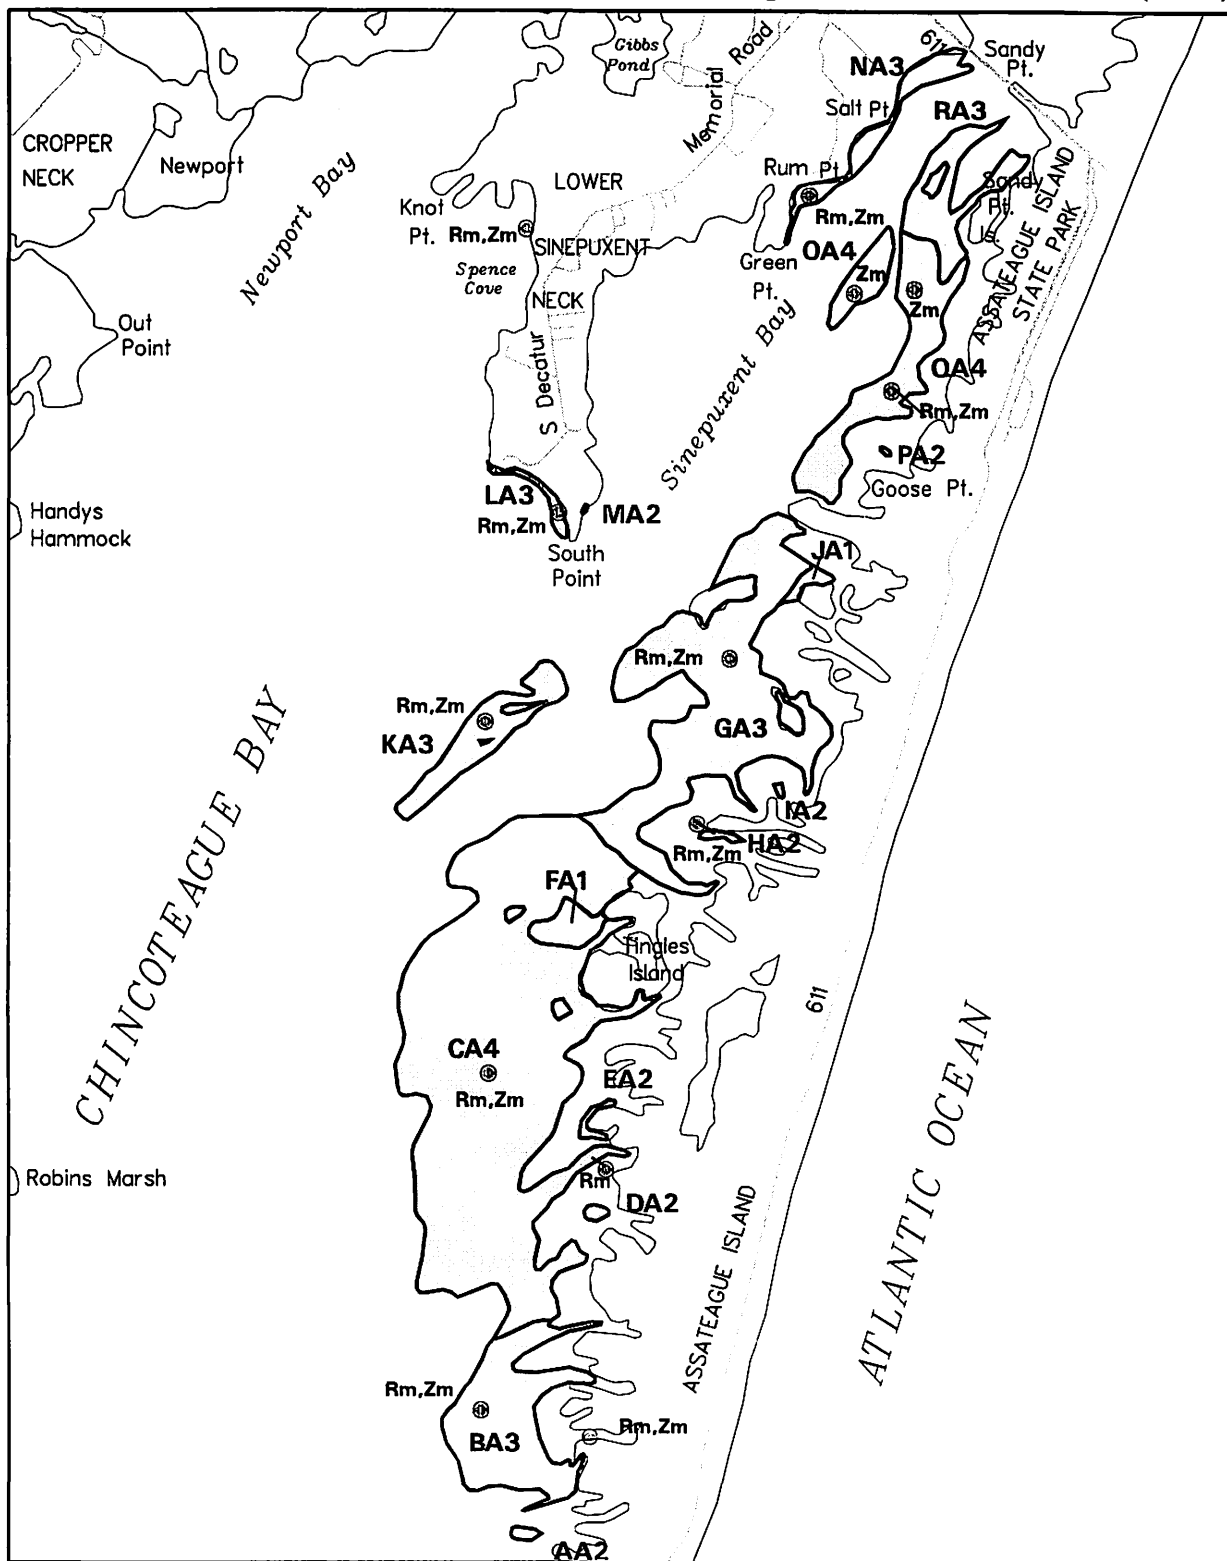 Gibbs
Pond
Memorial Road
611
Sandy
Pt.
NA3
Salt Pt.
RA3
CROPPER
NECK
Newport
Newport Bay
LOWER
Rum Pt.
Sandy
Pt.
Is.
ASSATEAGUE ISLAND
STATE PARK
Knot
Pt.
Rm,Zm
SINEPUXENT
Rm,Zm
OA4
Spence
Cove
Green
Pt.
Zm
Zm
NECK
Out
Point
S Decatur
Sinepuxent Bay
OA4
Rm,Zm
PA2
Goose Pt.
LA3
MA2
Rm,Zm
Handys
Hammock
South
Point
JA1
Rm,Zm
Rm,Zm
KA3
GA3
IA2
HA2
Rm,Zm
CHINCOTEAGUE BAY
FA1
Tingles
Island
611
CA4
Rm,Zm
EA2
Rm
DA2
Robins Marsh
ASSATEAGUE ISLAND
ATLANTIC OCEAN
Rm,Zm
Rm,Zm
BA3
AA2